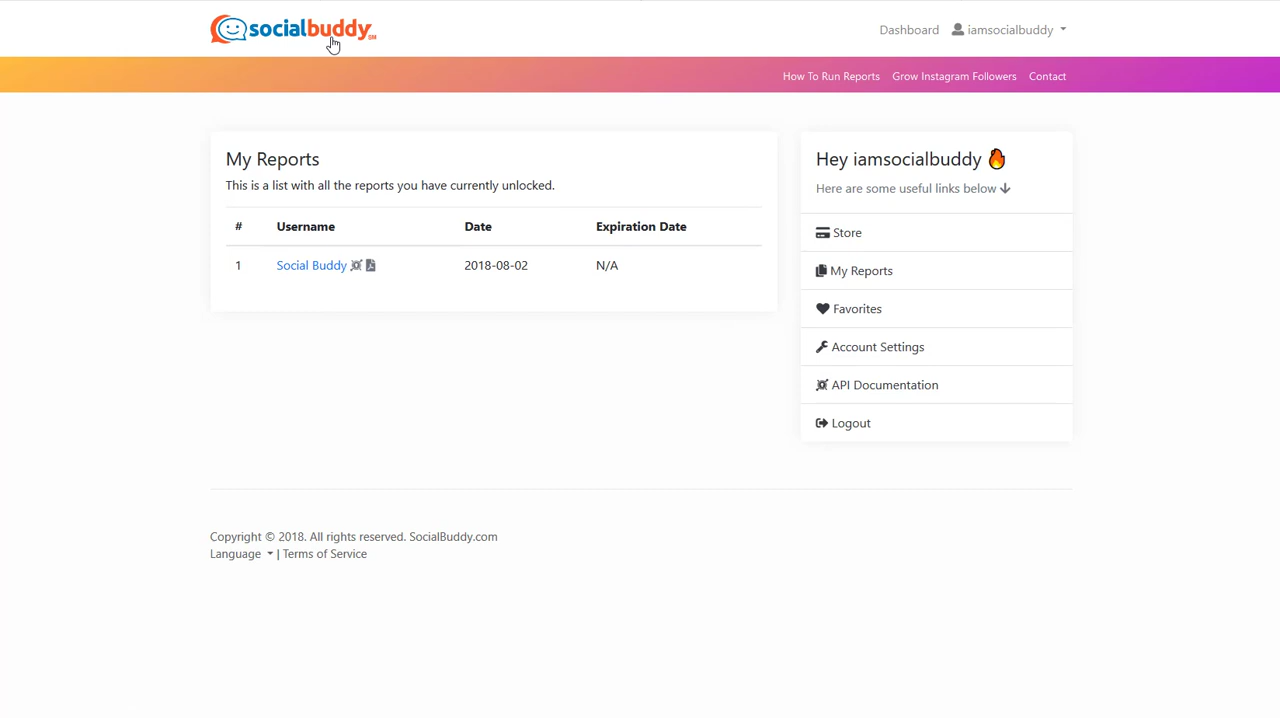 socialbuddy SM
Dashboard iamsocialbuddy
How To Run Reports Grow Instagram Followers Contact
My Reports
This is a list with all the reports you have currently unlocked.
# Username Date Expiration Date
1 Social Buddy 2018-08-02 N/A
Hey iamsocialbuddy 🔥
Here are some useful links below
Store
My Reports
Favorites
Account Settings
API Documentation
Logout
Copyright © 2018. All rights reserved. SocialBuddy.com
Language | Terms of Service